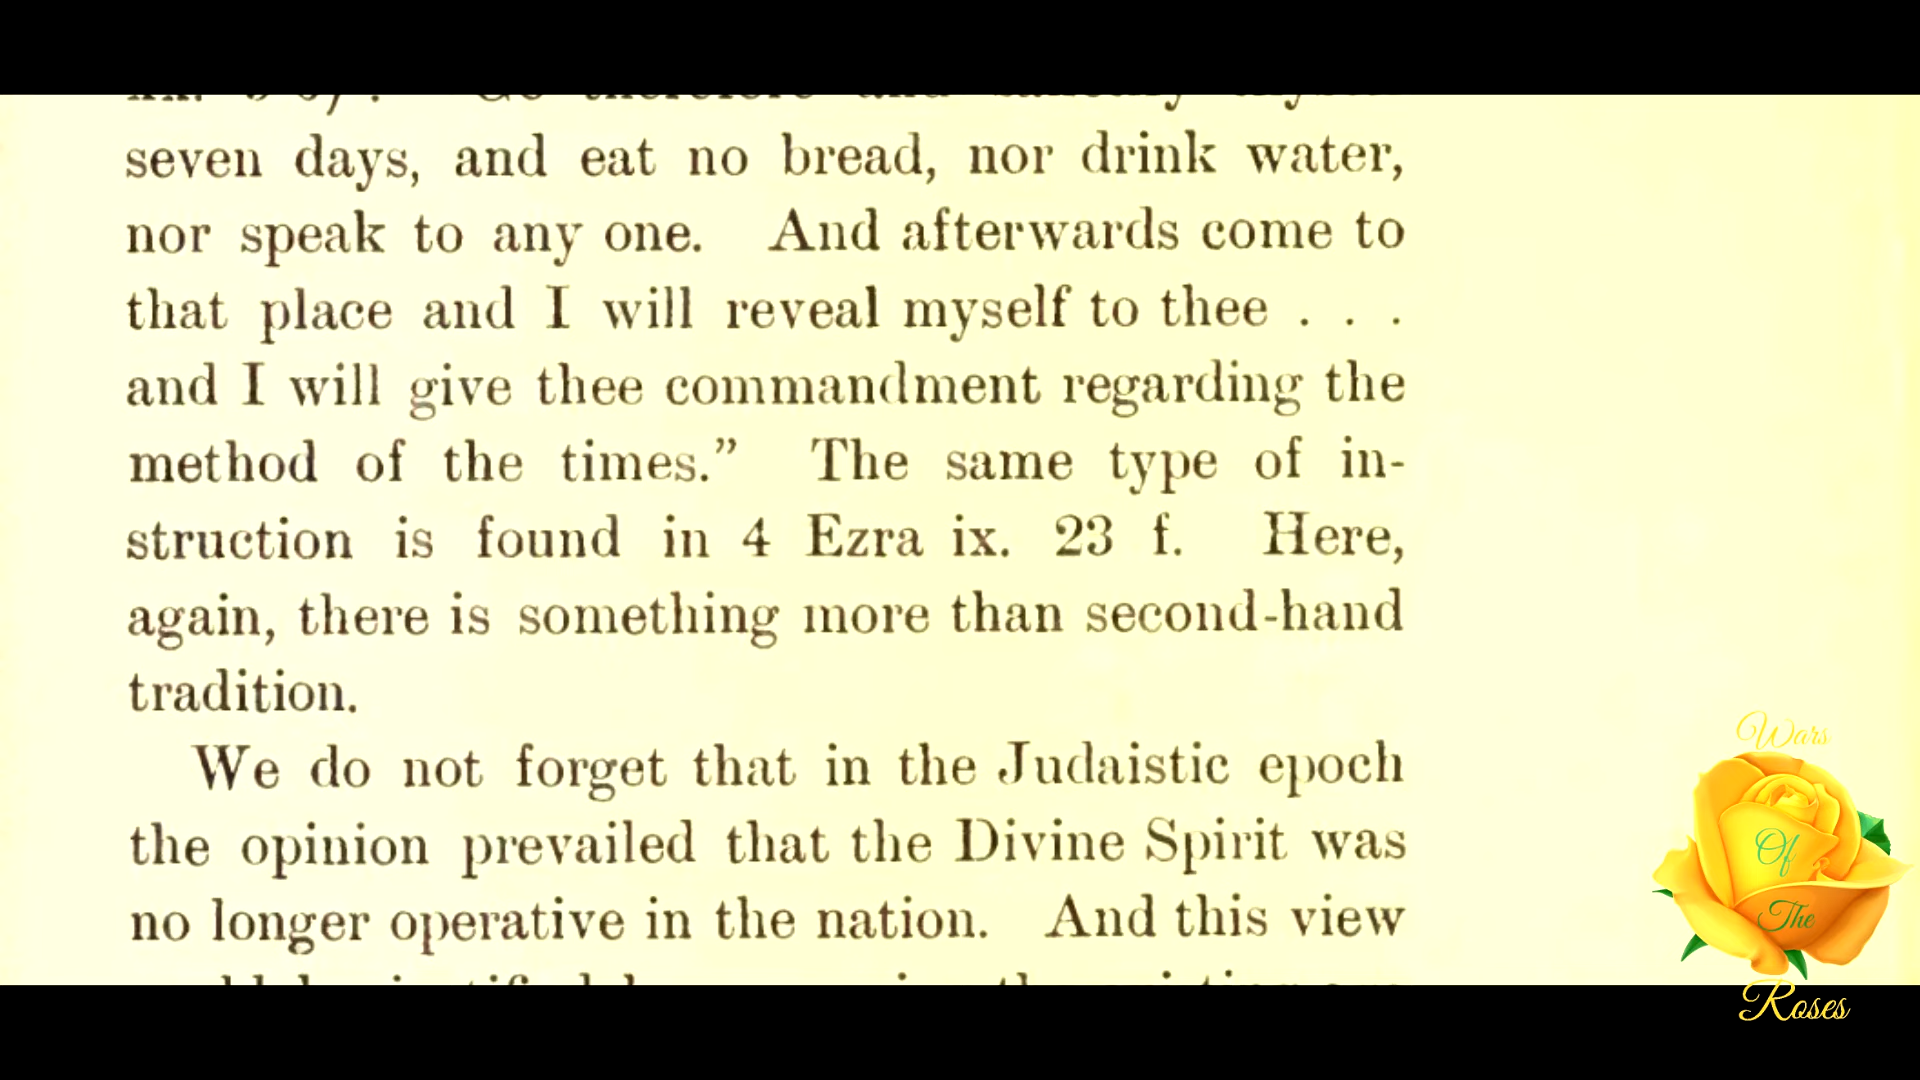 seven days, and eat no bread, nor drink water,
nor speak to any one. And afterwards come to
that place and I will reveal myself to thee . . .
and I will give thee commandment regarding the
method of the times.” The same type of in-
struction is found in 4 Ezra ix. 23 f. Here,
again, there is something more than second-hand
tradition.
We do not forget that in the Judaistic epoch
the opinion prevailed that the Divine Spirit was
no longer operative in the nation. And this view
Wars
Of
The
Roses